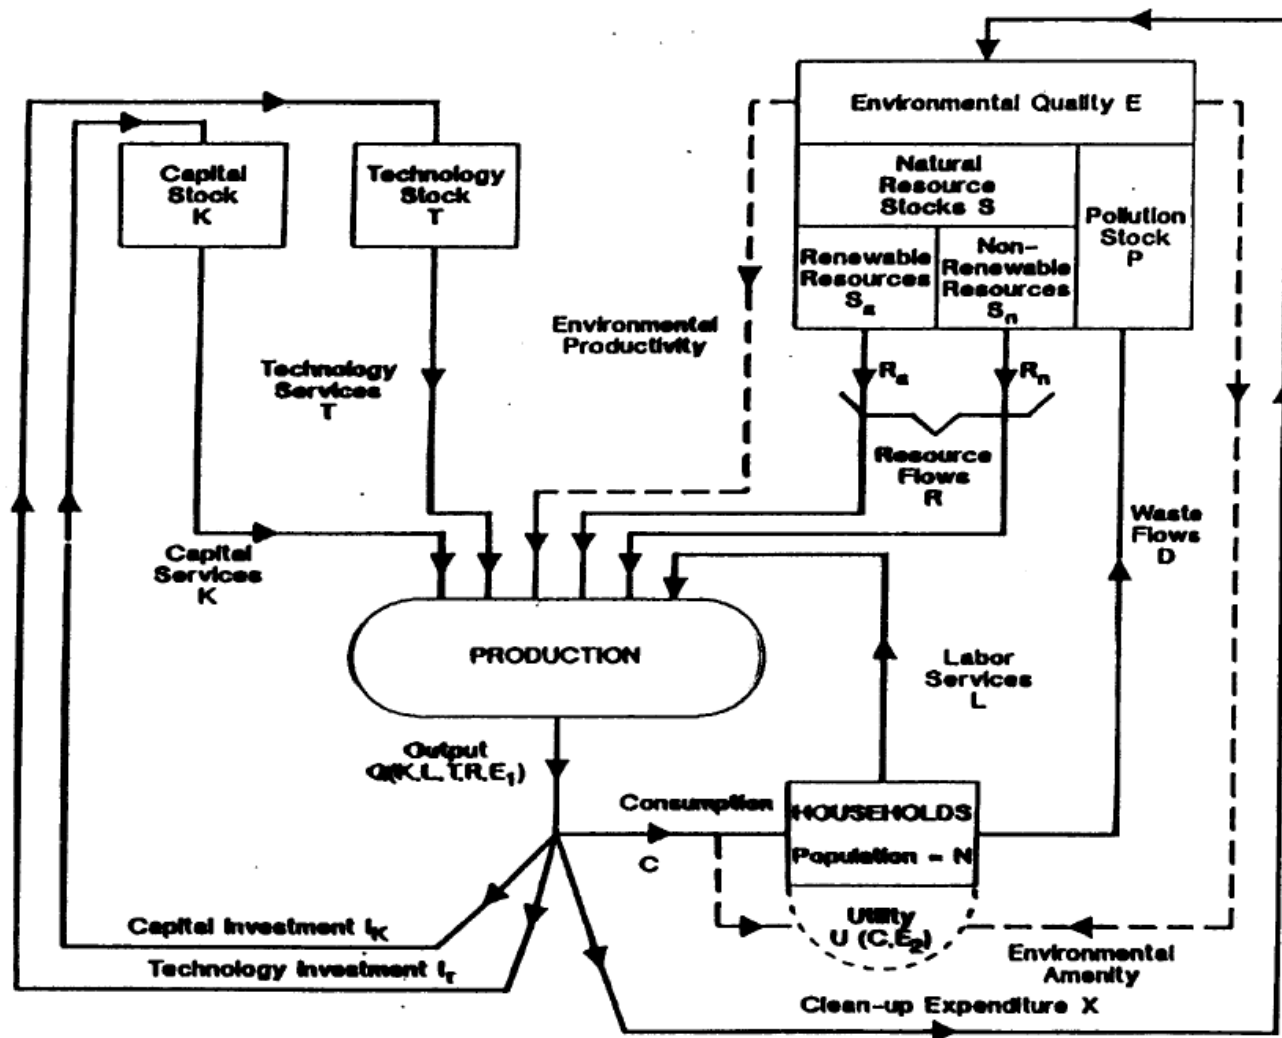 Environmental Quality E
Capital
Stock
K
Technology
Stock
T
Natural
Resource
Stocks S
Pollution
Stock
P
Renewable
Resources
Sₐ
Non-
Renewable
Resources
Sₙ
Environmental
Productivity
Rₐ
Rₙ
Technology
Services
T
Resource
Flows
R
Waste
Flows
D
Capital
Services
K
PRODUCTION
Labor
Services
L
Output
Q(K,L,T,R,E₁)
Consumption
C
HOUSEHOLDS
Population = N
Utility
U (C,E₂)
Capital Investment Iₖ
Technology Investment Iₜ
Environmental
Amenity
Clean-up Expenditure X